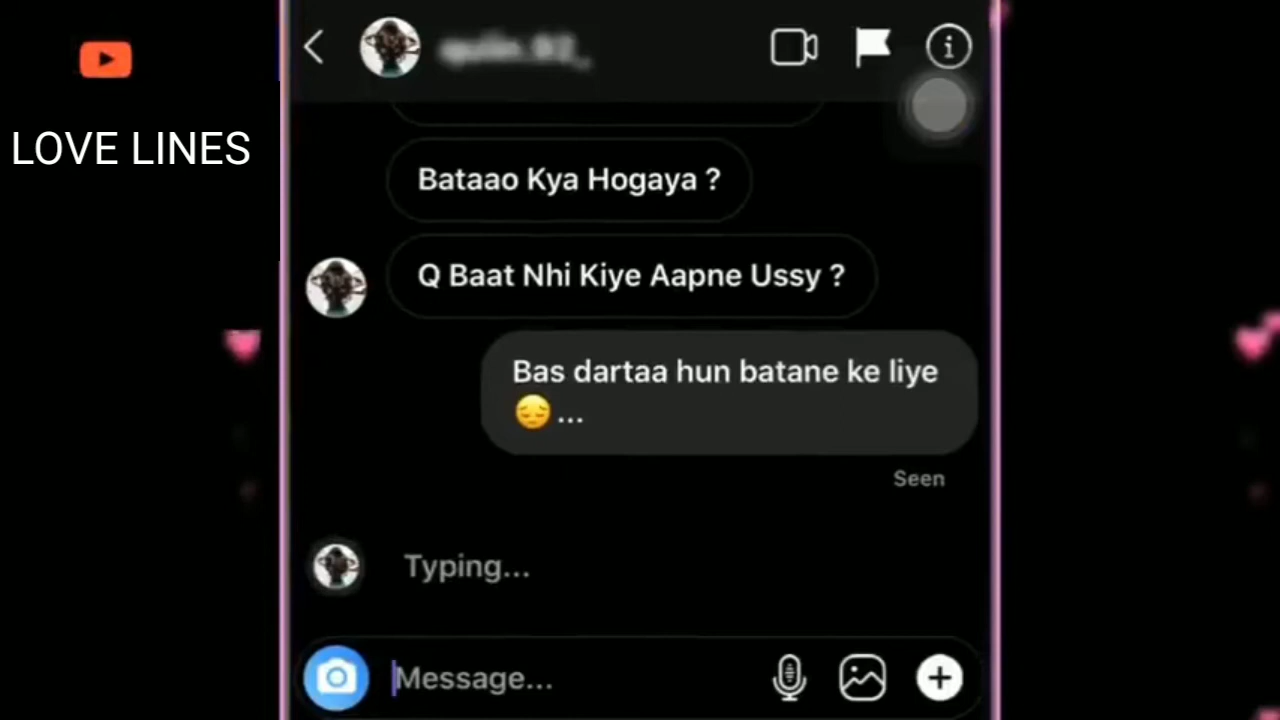 LOVE LINES
Bataao Kya Hogaya ?
Q Baat Nhi Kiye Aapne Ussy ?
Bas dartaa hun batane ke liye
😔...
Seen
Typing...
Message...